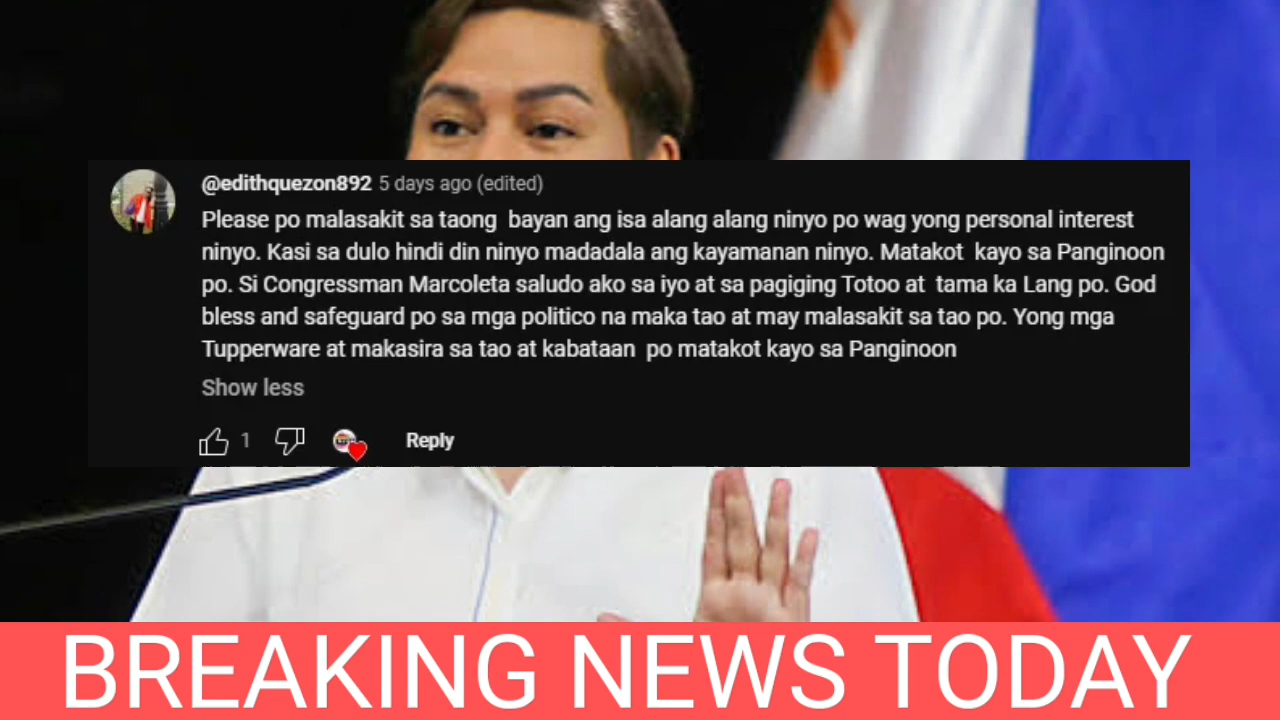 @edithquezon892 5 days ago (edited)
Please po malasakit sa taong bayan ang isa alang alang ninyo po wag yong personal interest
ninyo. Kasi sa dulo hindi din ninyo madadala ang kayamanan ninyo. Matakot kayo sa Panginoon
po. Si Congressman Marcoleta saludo ako sa iyo at sa pagiging Totoo at tama ka Lang po. God
bless and safeguard po sa mga politico na maka tao at may malasakit sa tao po. Yong mga
Tupperware at makasira sa tao at kabataan po matakot kayo sa Panginoon
Show less
1 Reply
BREAKING NEWS TODAY